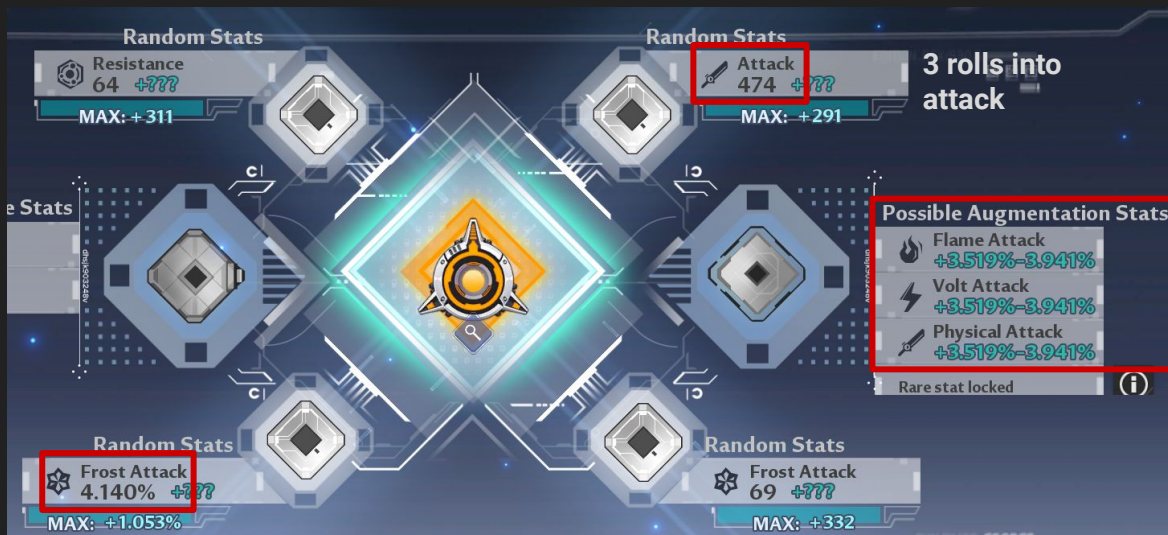 Random Stats
Resistance
64 +???
MAX: +311
Random Stats
Attack
474 +???
MAX: +291
3 rolls into
attack
e Stats
Possible Augmentation Stats
Flame Attack
+3.519%-3.941%
Volt Attack
+3.519%-3.941%
Physical Attack
+3.519%-3.941%
Rare stat locked
Random Stats
Frost Attack
4.140% +???
MAX: +1.053%
Random Stats
Frost Attack
69 +???
MAX: +332